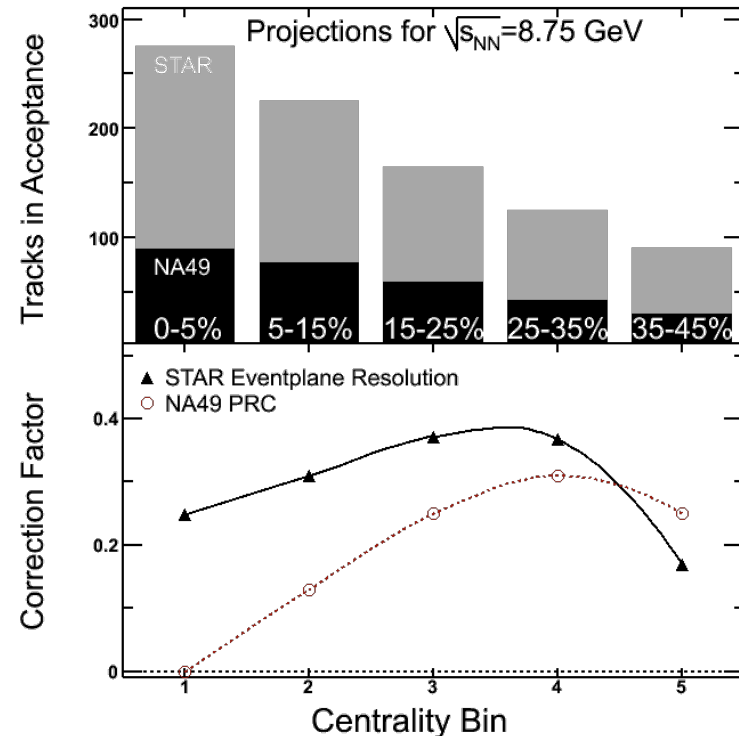 Projections for √sNN=8.75 GeV
Tracks in Acceptance
300
200
100
STAR
NA49
0-5%
5-15%
15-25%
25-35%
35-45%
STAR Eventplane Resolution
NA49 PRC
Correction Factor
0.4
0.2
0
1 2 3 4 5
Centrality Bin